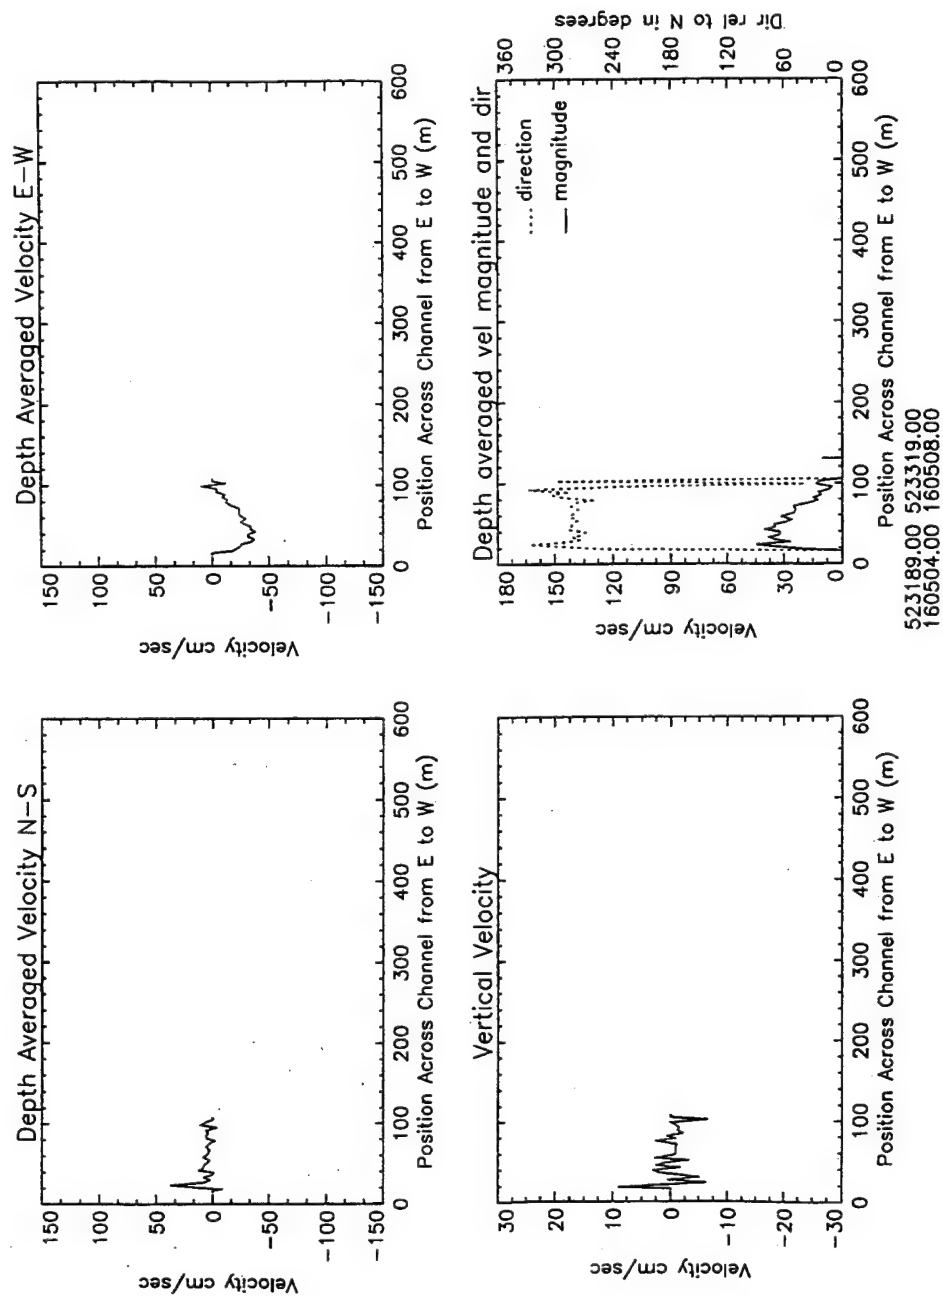 Depth Averaged Velocity N-S
150
100
50
0
-50
-100
-150
Velocity cm/sec
0 100 200 300 400 500 600
Position Across Channel from E to W (m)
Depth Averaged Velocity E-W
150
100
50
0
-50
-100
-150
Velocity cm/sec
0 100 200 300 400 500 600
Position Across Channel from E to W (m)
Vertical Velocity
30
20
10
0
-10
-20
-30
Velocity cm/sec
0 100 200 300 400 500 600
Position Across Channel from E to W (m)
Depth averaged vel magnitude and dir
180
150
120
90
60
30
0
Velocity cm/sec
direction
magnitude
360
300
240
180
120
60
0
Dir rel to N in degrees
0 100 200 300 400 500 600
Position Across Channel from E to W (m)
523189.00 523319.00
160504.00 160508.00